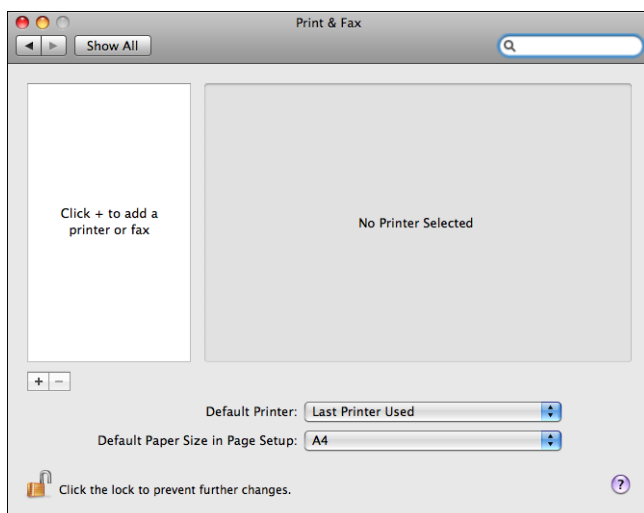 Print & Fax
Show All
Click + to add a
printer or fax
No Printer Selected
+ −
Default Printer: Last Printer Used
Default Paper Size in Page Setup: A4
Click the lock to prevent further changes.
?